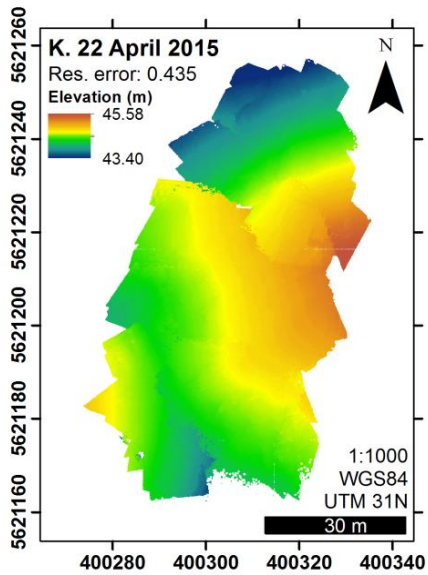 K. 22 April 2015
Res. error: 0.435
Elevation (m)
45.58
43.40
N
5621260
5621240
5621220
5621200
5621180
5621160
1:1000
WGS84
UTM 31N
30 m
400280 400300 400320 400340